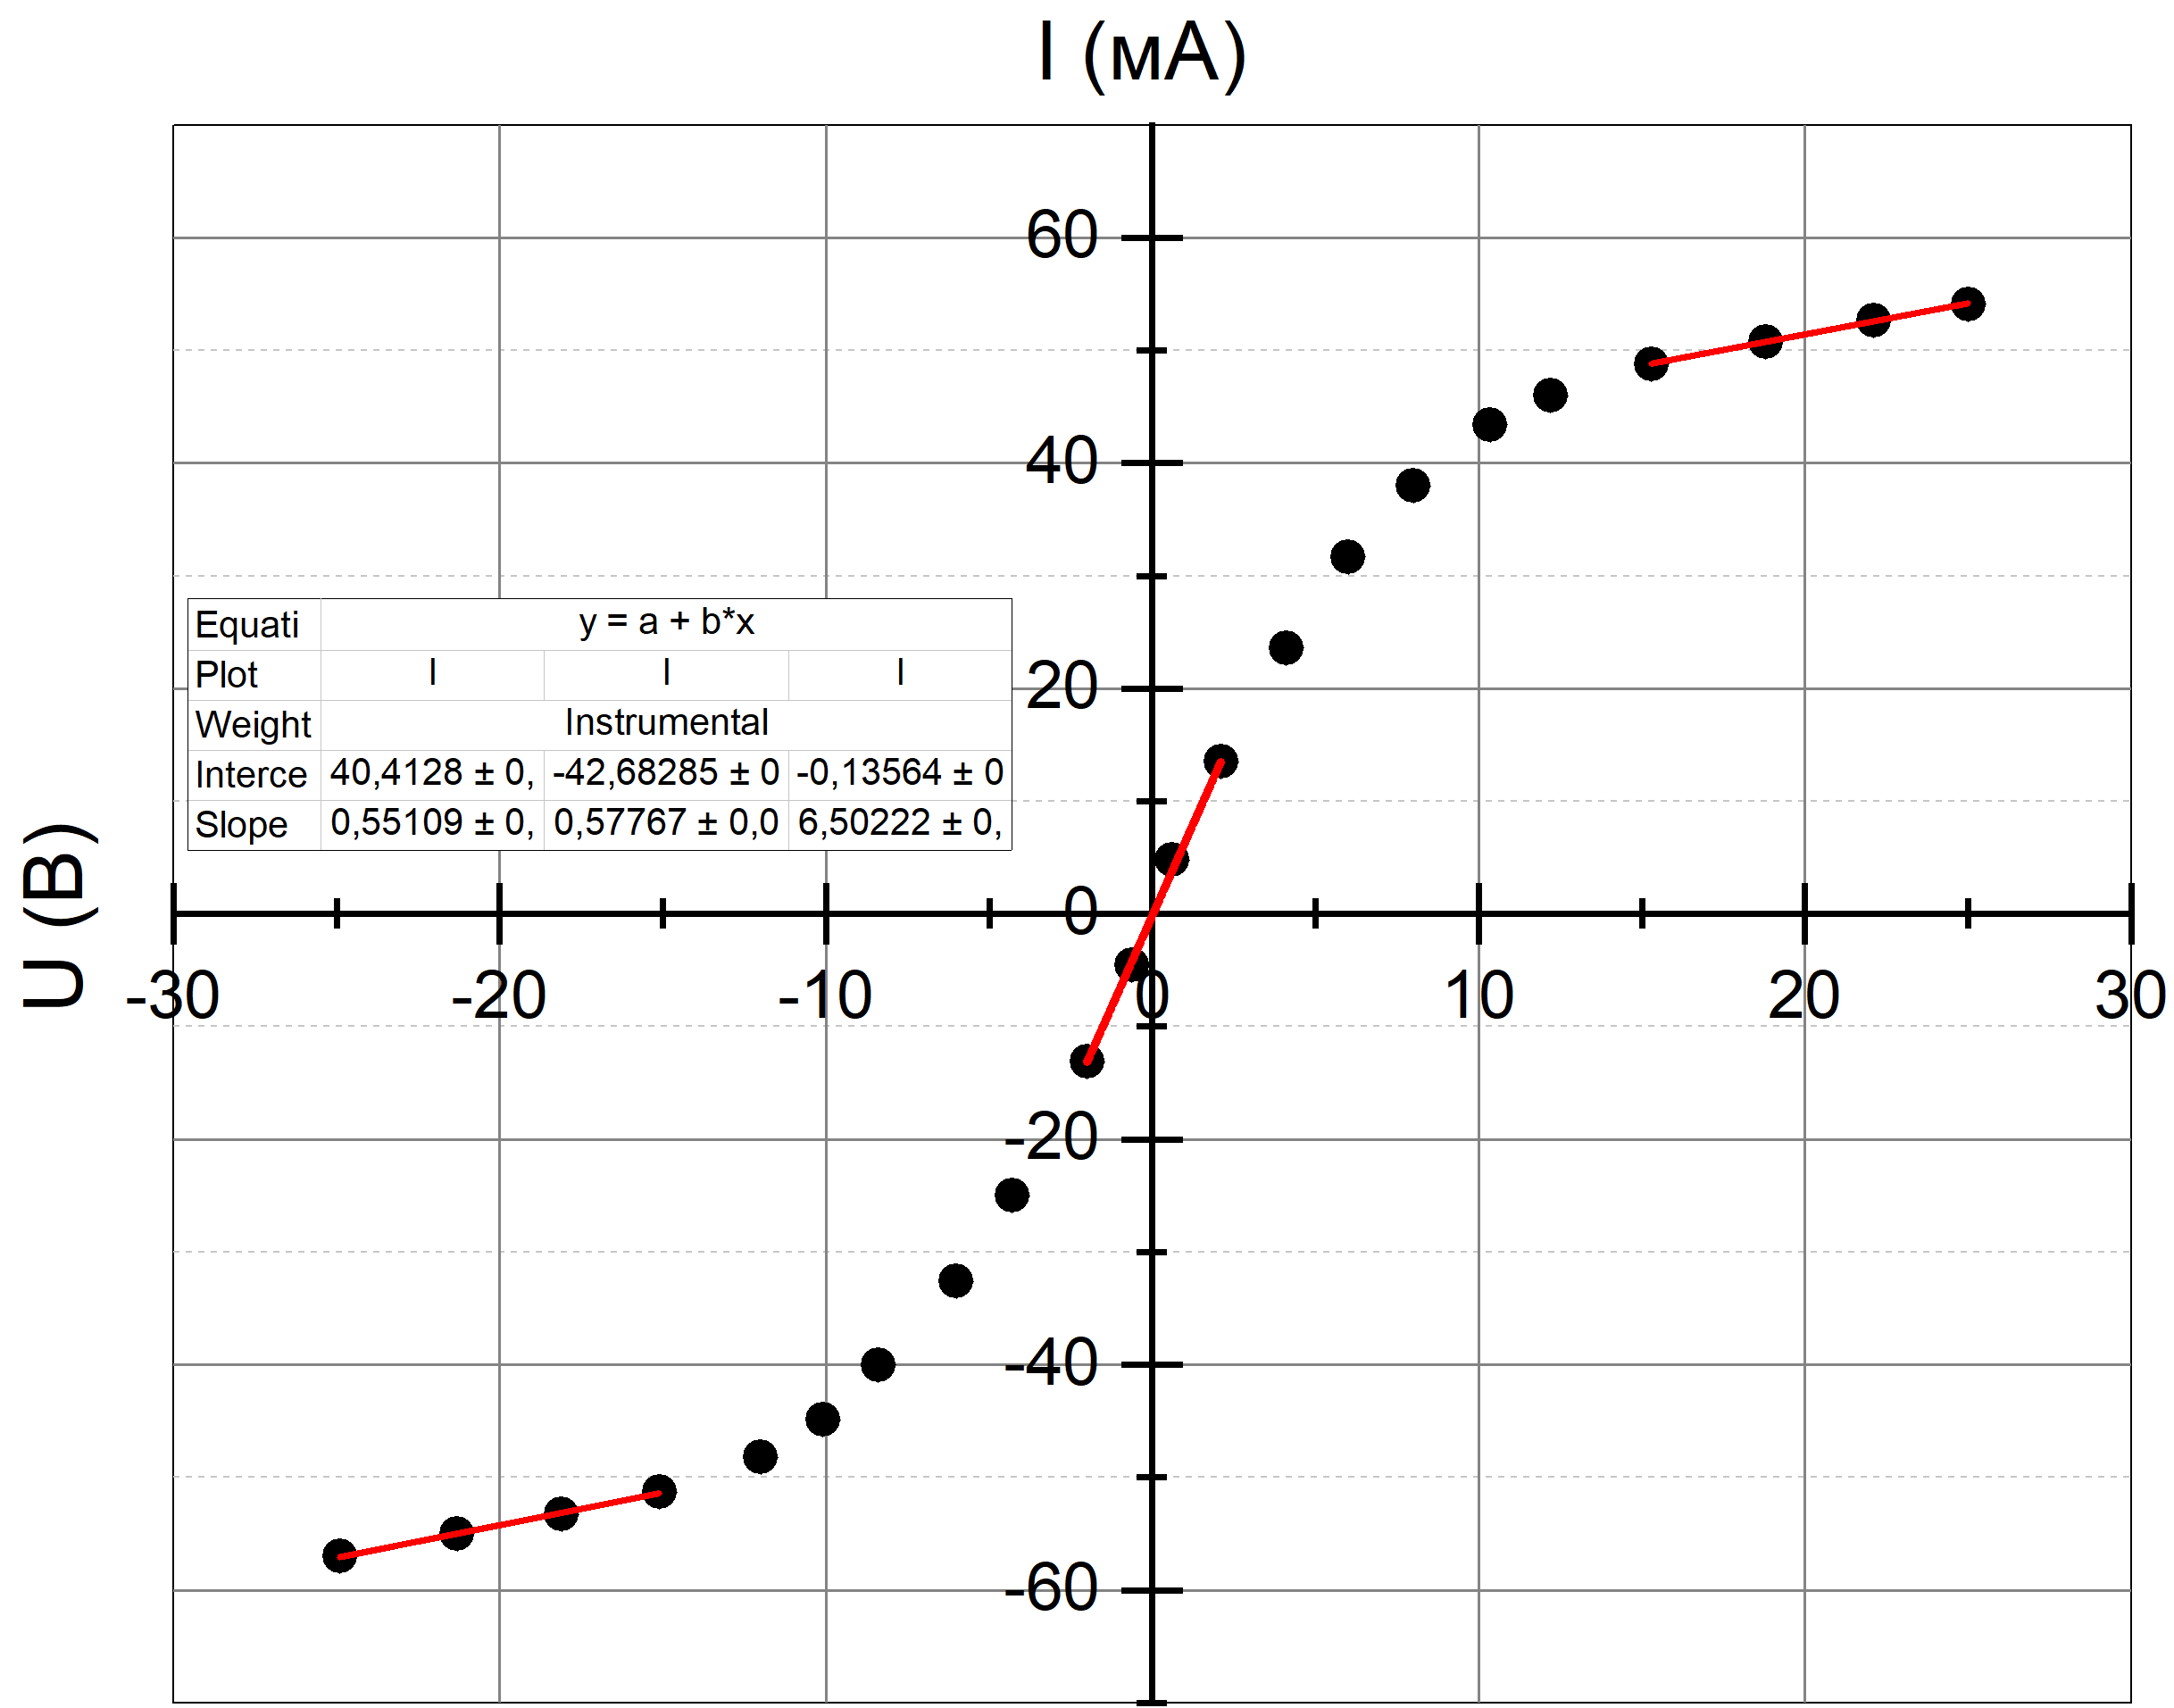 I (мА)
60
40
20
0
-30 -20 -10 0 10 20 30
-20
-40
-60
U (В)
Equati y = a + b*x
Plot I I I
Weight Instrumental
Interce 40,4128 ± 0, -42,68285 ± 0 -0,13564 ± 0
Slope 0,55109 ± 0, 0,57767 ± 0,0 6,50222 ± 0,